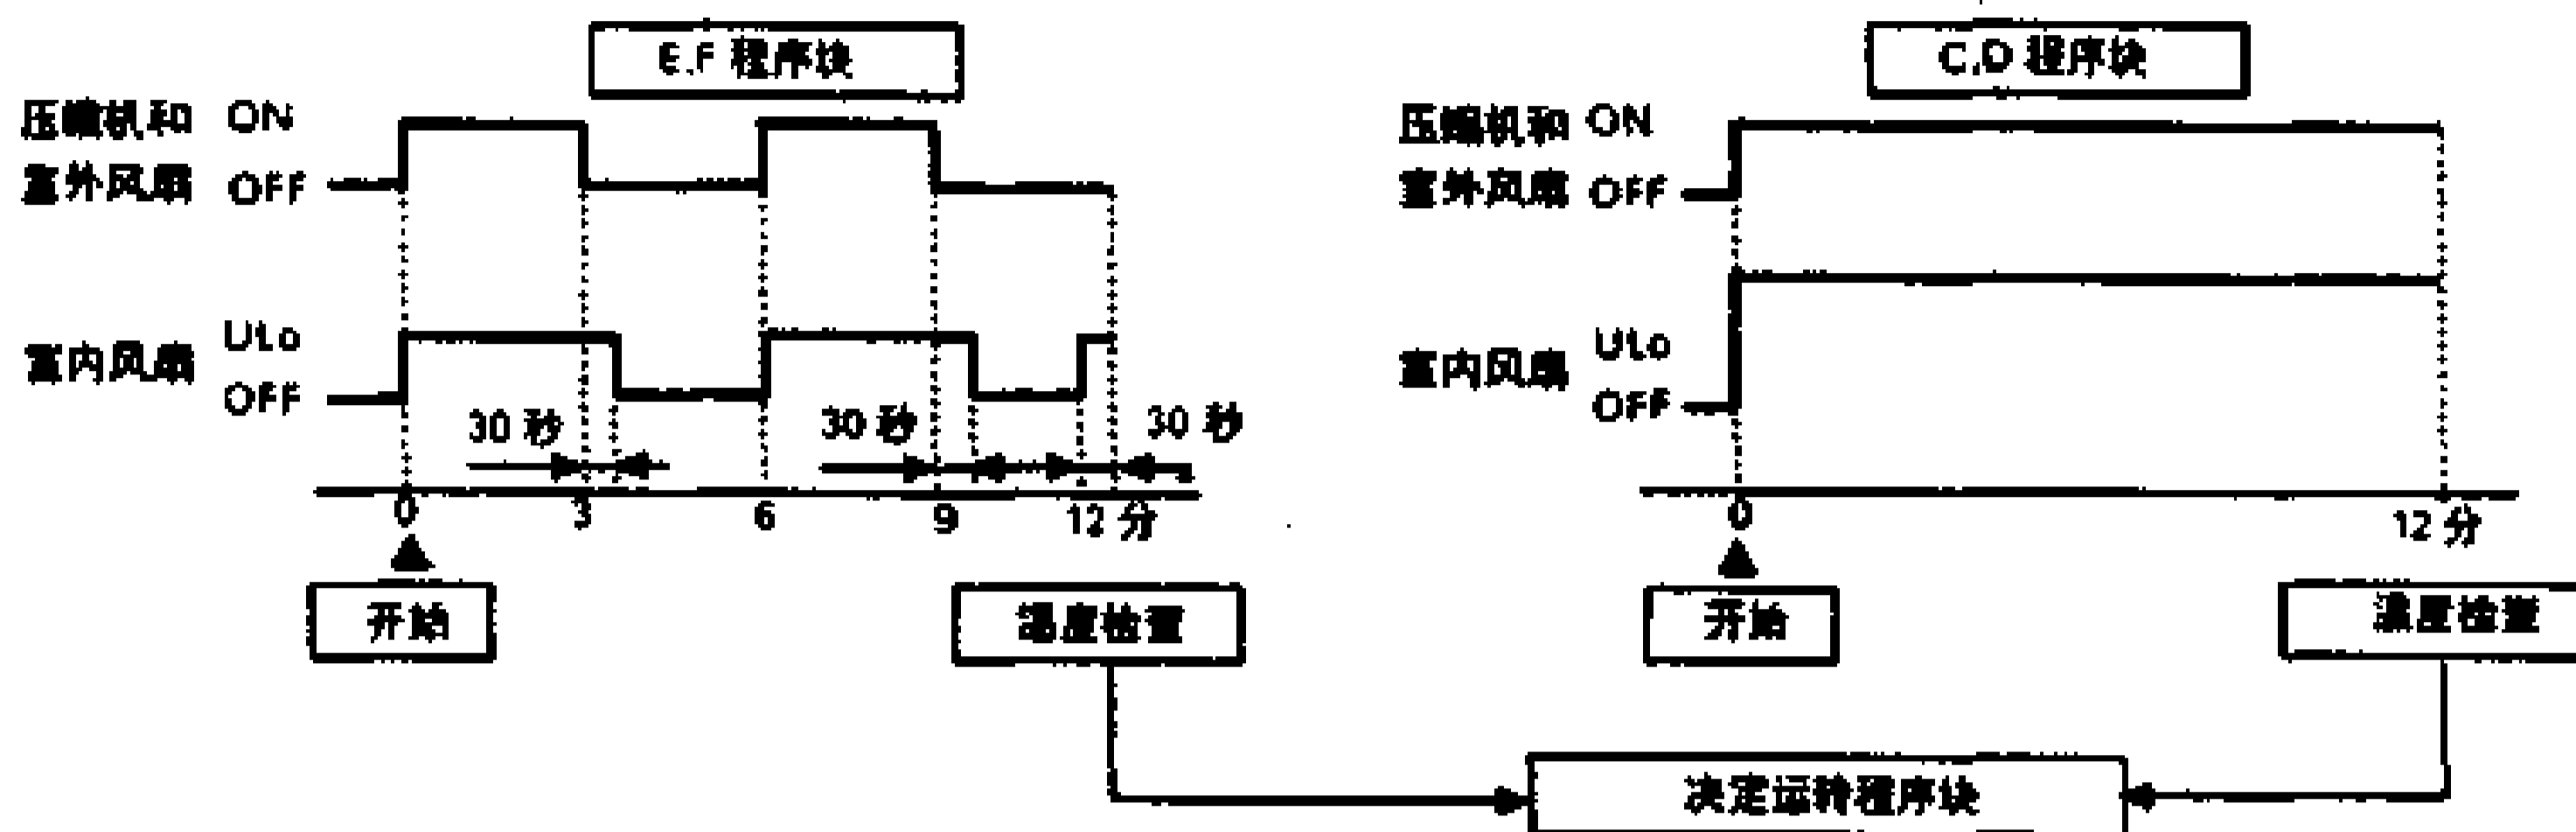 E.F 程序块
C.D 程序块
压缩机和 ON
室外风扇 OFF
压缩机和 ON
室外风扇 OFF
室内风扇 ULo
OFF
室内风扇 ULo
OFF
30 秒
30 秒
30 秒
0 3 6 9 12 分
0 12 分
开始
温度检查
开始
温度检查
决定运转程序块